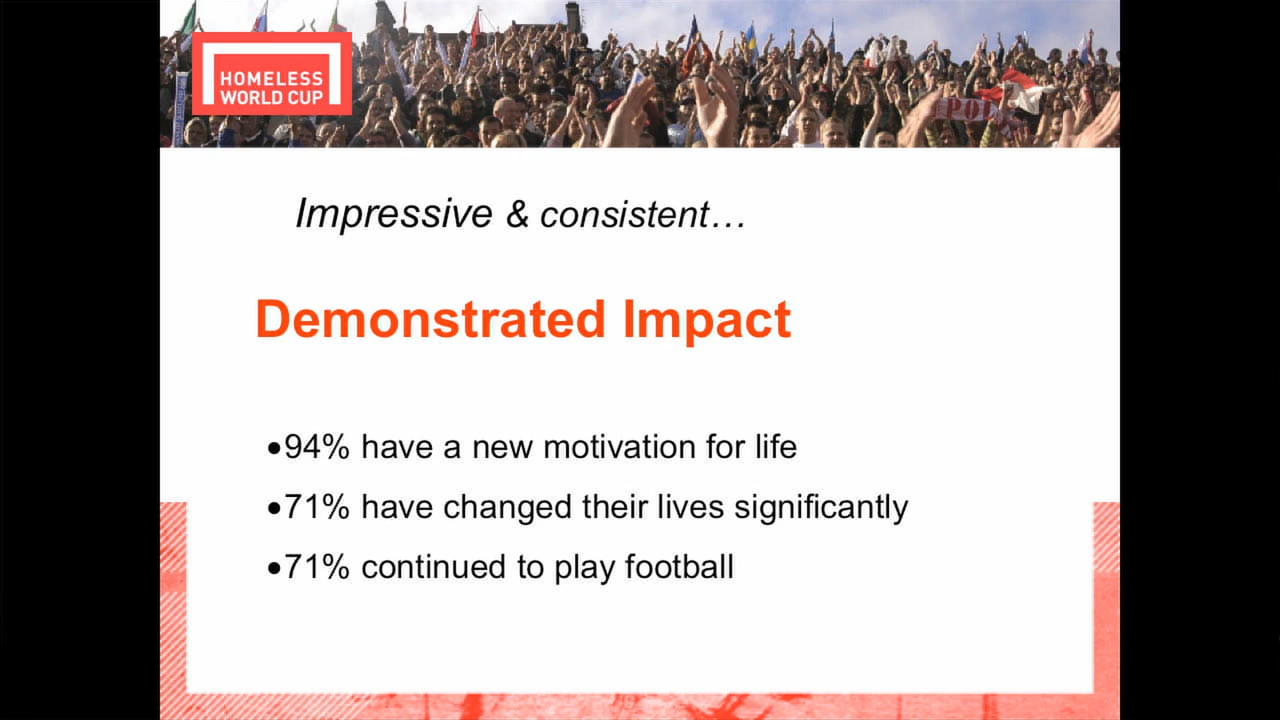 HOMELESS
WORLD CUP
POL
Impressive & consistent…
Demonstrated Impact
•94% have a new motivation for life
•71% have changed their lives significantly
•71% continued to play football